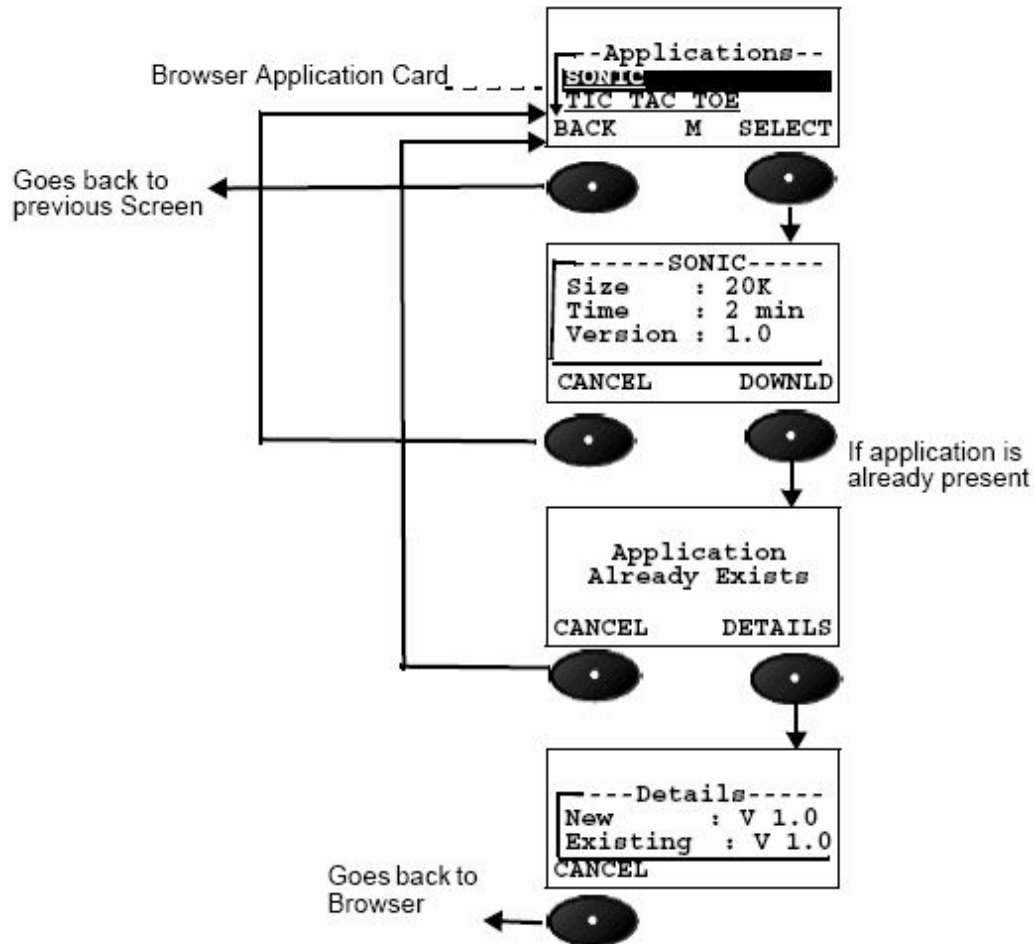 --Applications--
Browser Application Card
SONIC
TIC TAC TOE
BACK M SELECT
Goes back to
previous Screen
------SONIC-----
Size : 20K
Time : 2 min
Version : 1.0
CANCEL DOWNLD
If application is
already present
Application
Already Exists
CANCEL DETAILS
---Details-----
New : V 1.0
Existing : V 1.0
CANCEL
Goes back to
Browser